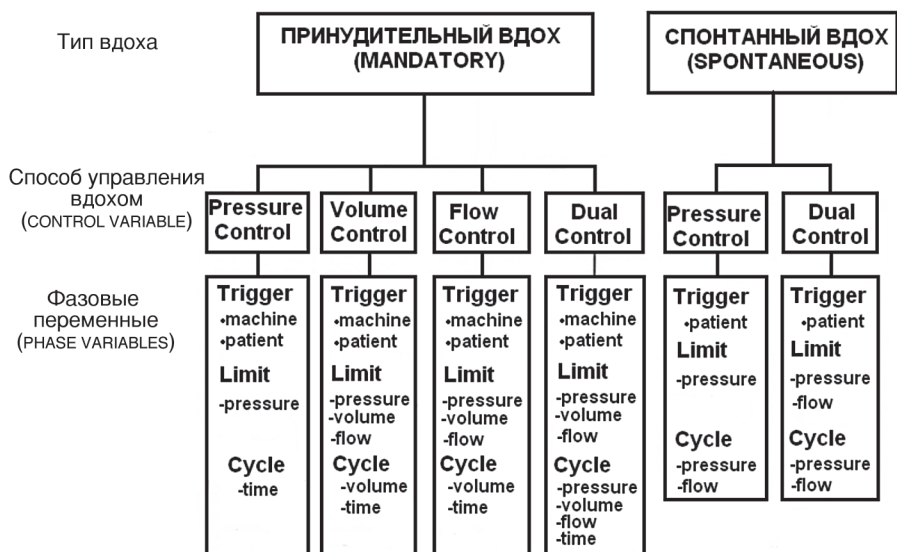 Тип вдоха
ПРИНУДИТЕЛЬНЫЙ ВДОХ
(MANDATORY)
СПОНТАННЫЙ ВДОХ
(SPONTANEOUS)
Способ управления
вдохом
(CONTROL VARIABLE)
Pressure
Control
Volume
Control
Flow
Control
Dual
Control
Pressure
Control
Dual
Control
Фазовые
переменные
(PHASE VARIABLES)
Trigger
•machine
•patient
Limit
-pressure
Cycle
-time
Trigger
•machine
•patient
Limit
-pressure
-volume
-flow
Cycle
-volume
-time
Trigger
•machine
•patient
Limit
-pressure
-volume
-flow
Cycle
-volume
-time
Trigger
•machine
•patient
Limit
-pressure
-volume
-flow
Cycle
-pressure
-volume
-flow
-time
Trigger
•patient
Limit
-pressure
Cycle
-pressure
-flow
Trigger
•patient
Limit
-pressure
-flow
Cycle
-pressure
-flow